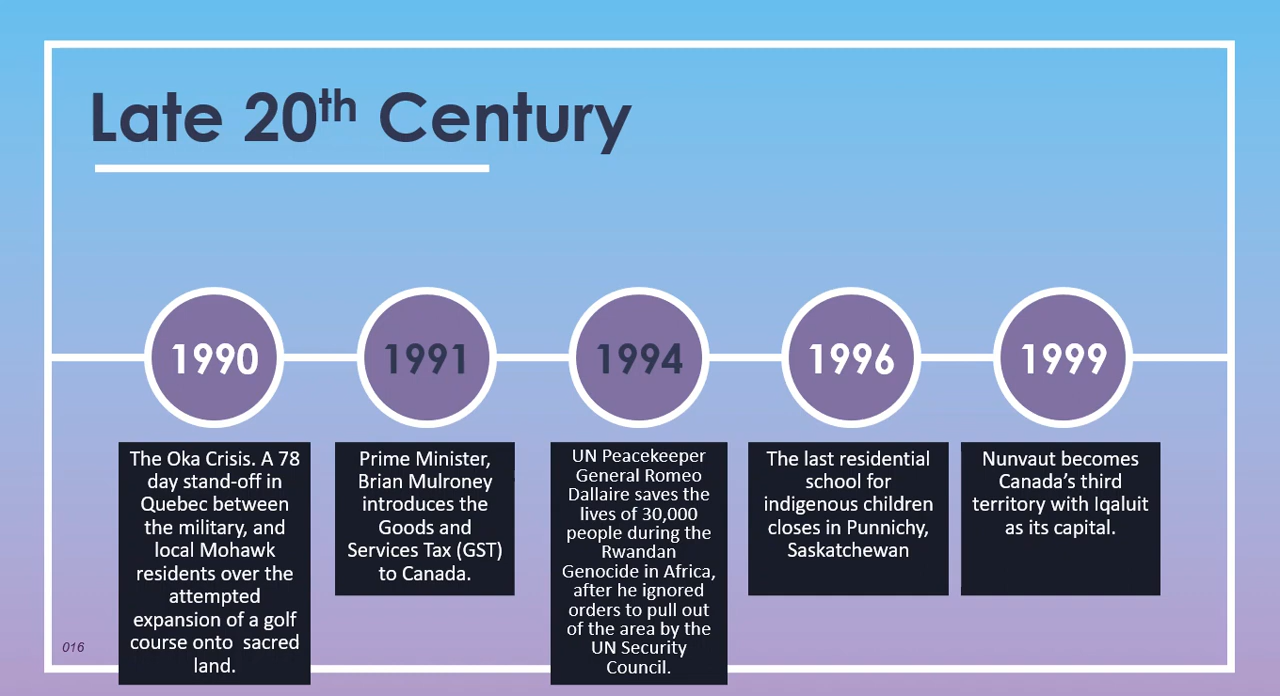 Late 20th Century
1990
1991
1994
1996
1999
The Oka Crisis. A 78
day stand-off in
Quebec between
the military, and
local Mohawk
residents over the
attempted
expansion of a golf
course onto sacred
land.
Prime Minister,
Brian Mulroney
introduces the
Goods and
Services Tax (GST)
to Canada.
UN Peacekeeper
General Romeo
Dallaire saves the
lives of 30,000
people during the
Rwandan
Genocide in Africa,
after he ignored
orders to pull out
of the area by the
UN Security
Council.
The last residential
school for
indigenous children
closes in Punnichy,
Saskatchewan
Nunvaut becomes
Canada’s third
territory with Iqaluit
as its capital.
016